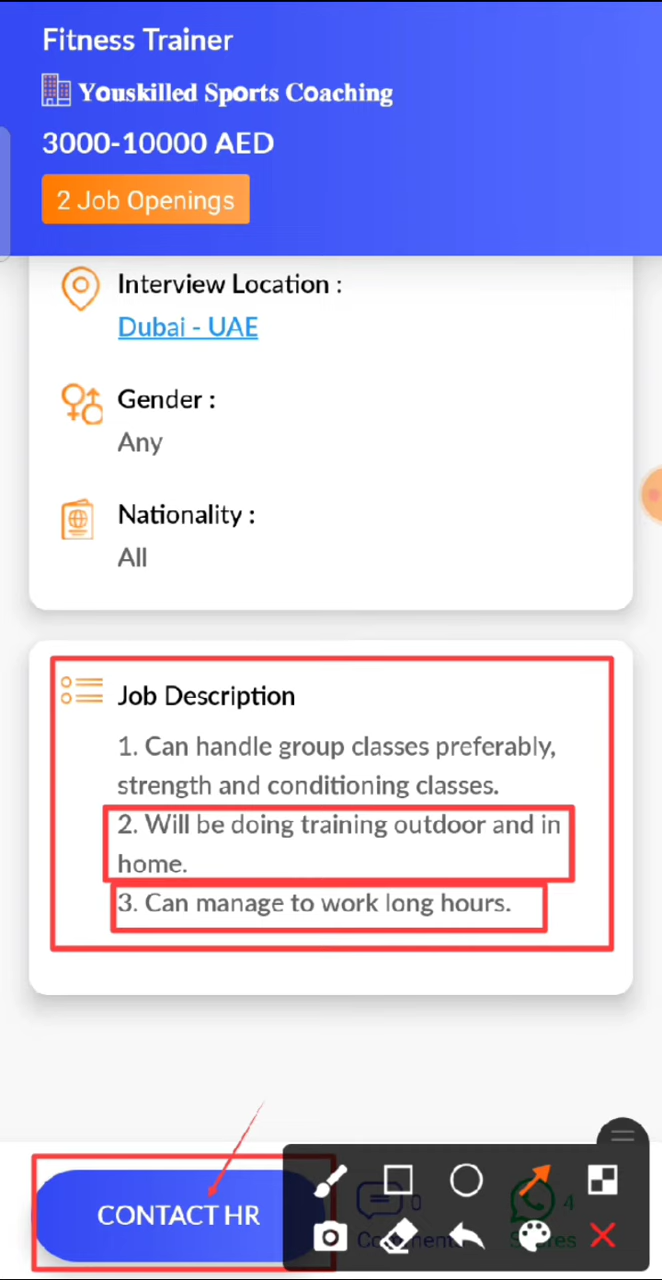 Fitness Trainer
Youskilled Sports Coaching
3000-10000 AED
2 Job Openings
Interview Location :
Dubai - UAE
Gender :
Any
Nationality :
All
Job Description
1. Can handle group classes preferably,
strength and conditioning classes.
2. Will be doing training outdoor and in
home.
3. Can manage to work long hours.
CONTACT HR
0
4